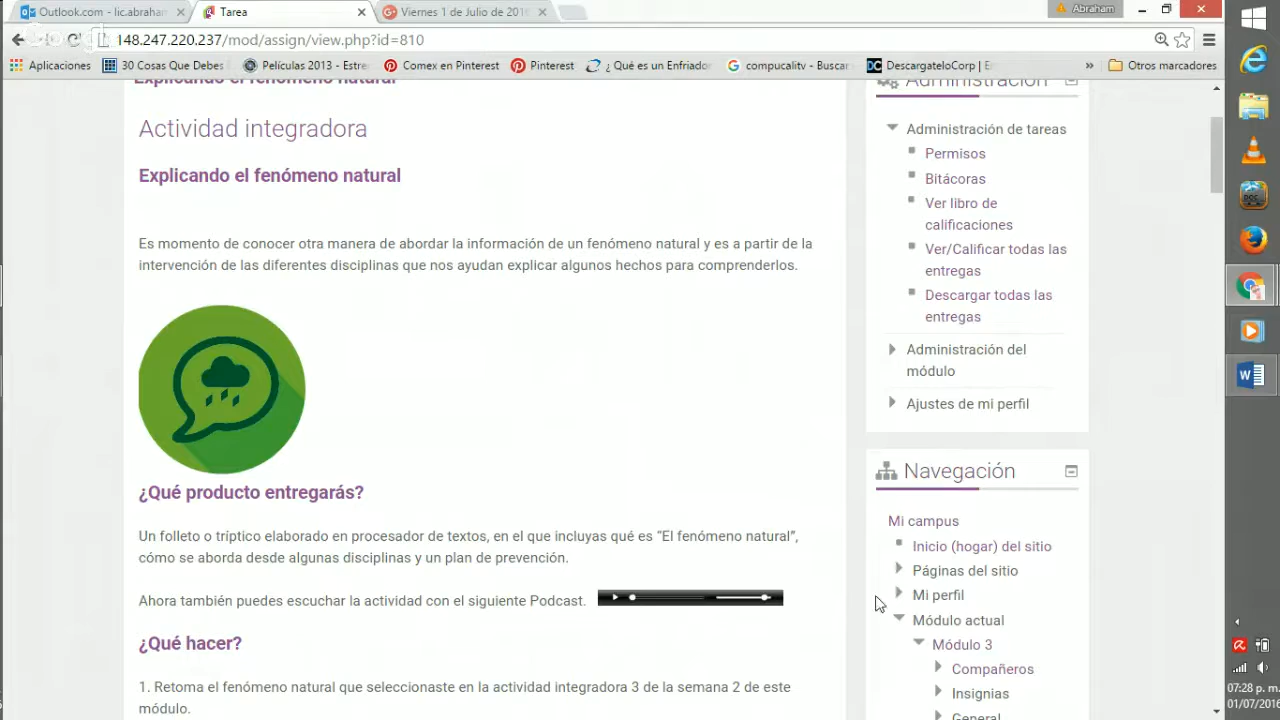 Outlook.com - lic.abraham
Tarea
Viernes 1 de Julio de 201
Abraham
148.247.220.237/mod/assign/view.php?id=810
Aplicaciones
30 Cosas Que Debes
Películas 2013 - Estre
Comex en Pinterest
Pinterest
¿ Qué es un Enfriado
compucalitv - Buscar
DescargateloCorp | E
»
Otros marcadores
Explicando el fenómeno natural
Actividad integradora
Explicando el fenómeno natural
Es momento de conocer otra manera de abordar la información de un fenómeno natural y es a partir de la
intervención de las diferentes disciplinas que nos ayudan explicar algunos hechos para comprenderlos.
¿Qué producto entregarás?
Un folleto o tríptico elaborado en procesador de textos, en el que incluyas qué es “El fenómeno natural”,
cómo se aborda desde algunas disciplinas y un plan de prevención.
Ahora también puedes escuchar la actividad con el siguiente Podcast.
¿Qué hacer?
1. Retoma el fenómeno natural que seleccionaste en la actividad integradora 3 de la semana 2 de este
módulo.
Administración
Administración de tareas
Permisos
Bitácoras
Ver libro de
calificaciones
Ver/Calificar todas las
entregas
Descargar todas las
entregas
Administración del
módulo
Ajustes de mi perfil
Navegación
Mi campus
Inicio (hogar) del sitio
Páginas del sitio
Mi perfil
Módulo actual
Módulo 3
Compañeros
Insignias
General
07:28 p. m.
01/07/2016